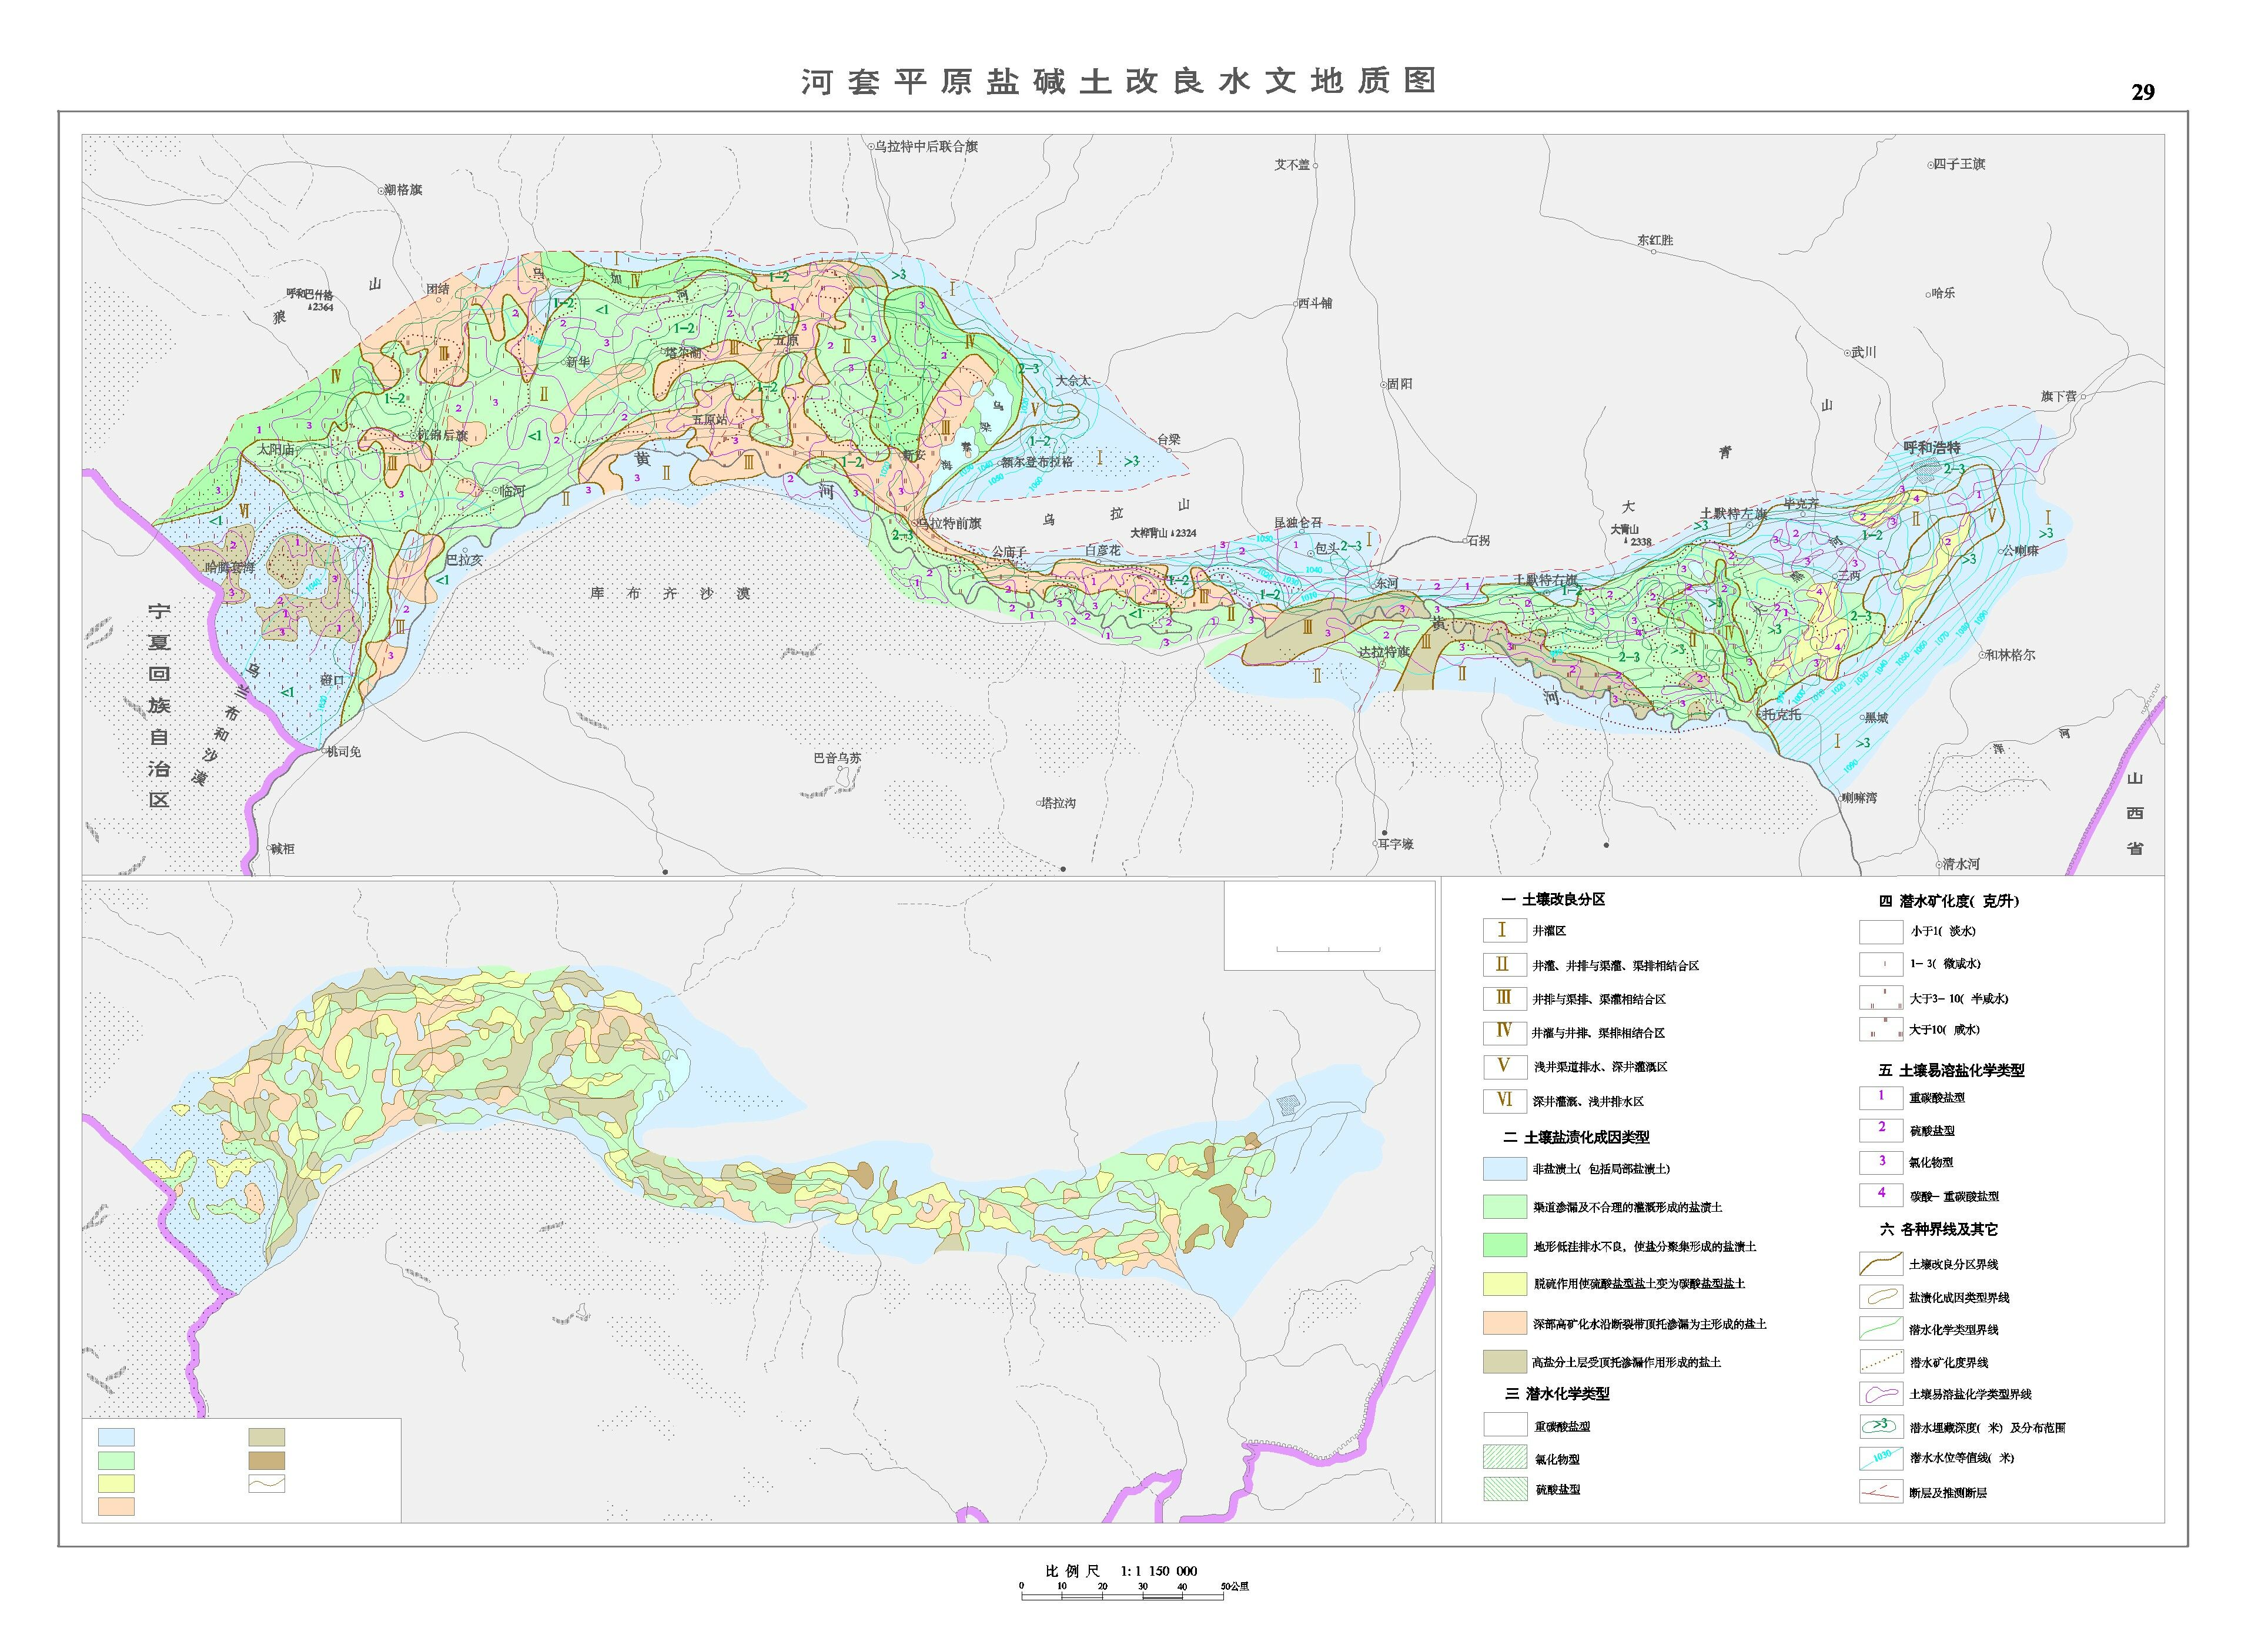 河套平原盐碱土改良水文地质图
29
乌拉特中后联合旗
艾不盖
四子王旗
潮格旗
东红胜
呼和巴什格
▲2364
狼
山
团结
乌
加
河
西斗铺
哈乐
武川
新华
塔尔湖
五原
大佘太
固阳
旗下营
杭锦后旗
五原站
乌
梁
素
海
台梁
山
太阳庙
临河
黄
河
新安
额尔登布拉格
青
呼和浩特
大
乌
拉
山
乌拉特前旗
大桦背山▲2324
昆独仑召
包头
石拐
大青山
2338
土默特左旗
毕克齐
公喇嘛
哈腾套海
巴拉亥
公庙子
白彦花
东河
土默特右旗
三两
宁夏回族自治区
库布齐沙漠
黄
河
达拉特旗
和林格尔
乌兰布和沙漠
磴口
托克托
黑城
浑
河
桃司免
巴音乌苏
塔拉沟
喇嘛湾
山西省
碱柜
耳字壕
清水河
一 土壤改良分区
I 井灌区
II 井灌、井排与渠灌、渠排相结合区
III 井排与渠排、渠灌相结合区
IV 井灌与井排、渠排相结合区
V 浅井渠道排水、深井灌溉区
VI 深井灌溉、浅井排水区
二 土壤盐渍化成因类型
非盐渍土( 包括局部盐渍土)
渠道渗漏及不合理的灌溉形成的盐渍土
地形低洼排水不良，使盐分聚集形成的盐渍土
脱硫作用使硫酸盐型盐土变为碳酸盐型盐土
深部高矿化水沿断裂带顶托渗漏为主形成的盐土
高盐分土层受顶托渗漏作用形成的盐土
三 潜水化学类型
重碳酸盐型
氯化物型
硫酸盐型
四 潜水矿化度( 克/升)
小于1( 淡水)
1—3( 微咸水)
大于3—10( 半咸水)
大于10( 咸水)
五 土壤易溶盐化学类型
1 重碳酸盐型
2 硫酸盐型
3 氯化物型
4 碳酸—重碳酸盐型
六 各种界线及其它
土壤改良分区界线
盐渍化成因类型界线
潜水化学类型界线
潜水矿化度界线
土壤易溶盐化学类型界线
>3 潜水埋藏深度( 米) 及分布范围
1030 潜水水位等值线( 米)
断层及推测断层
比例尺 1:1 150 000
0 10 20 30 40 50公里